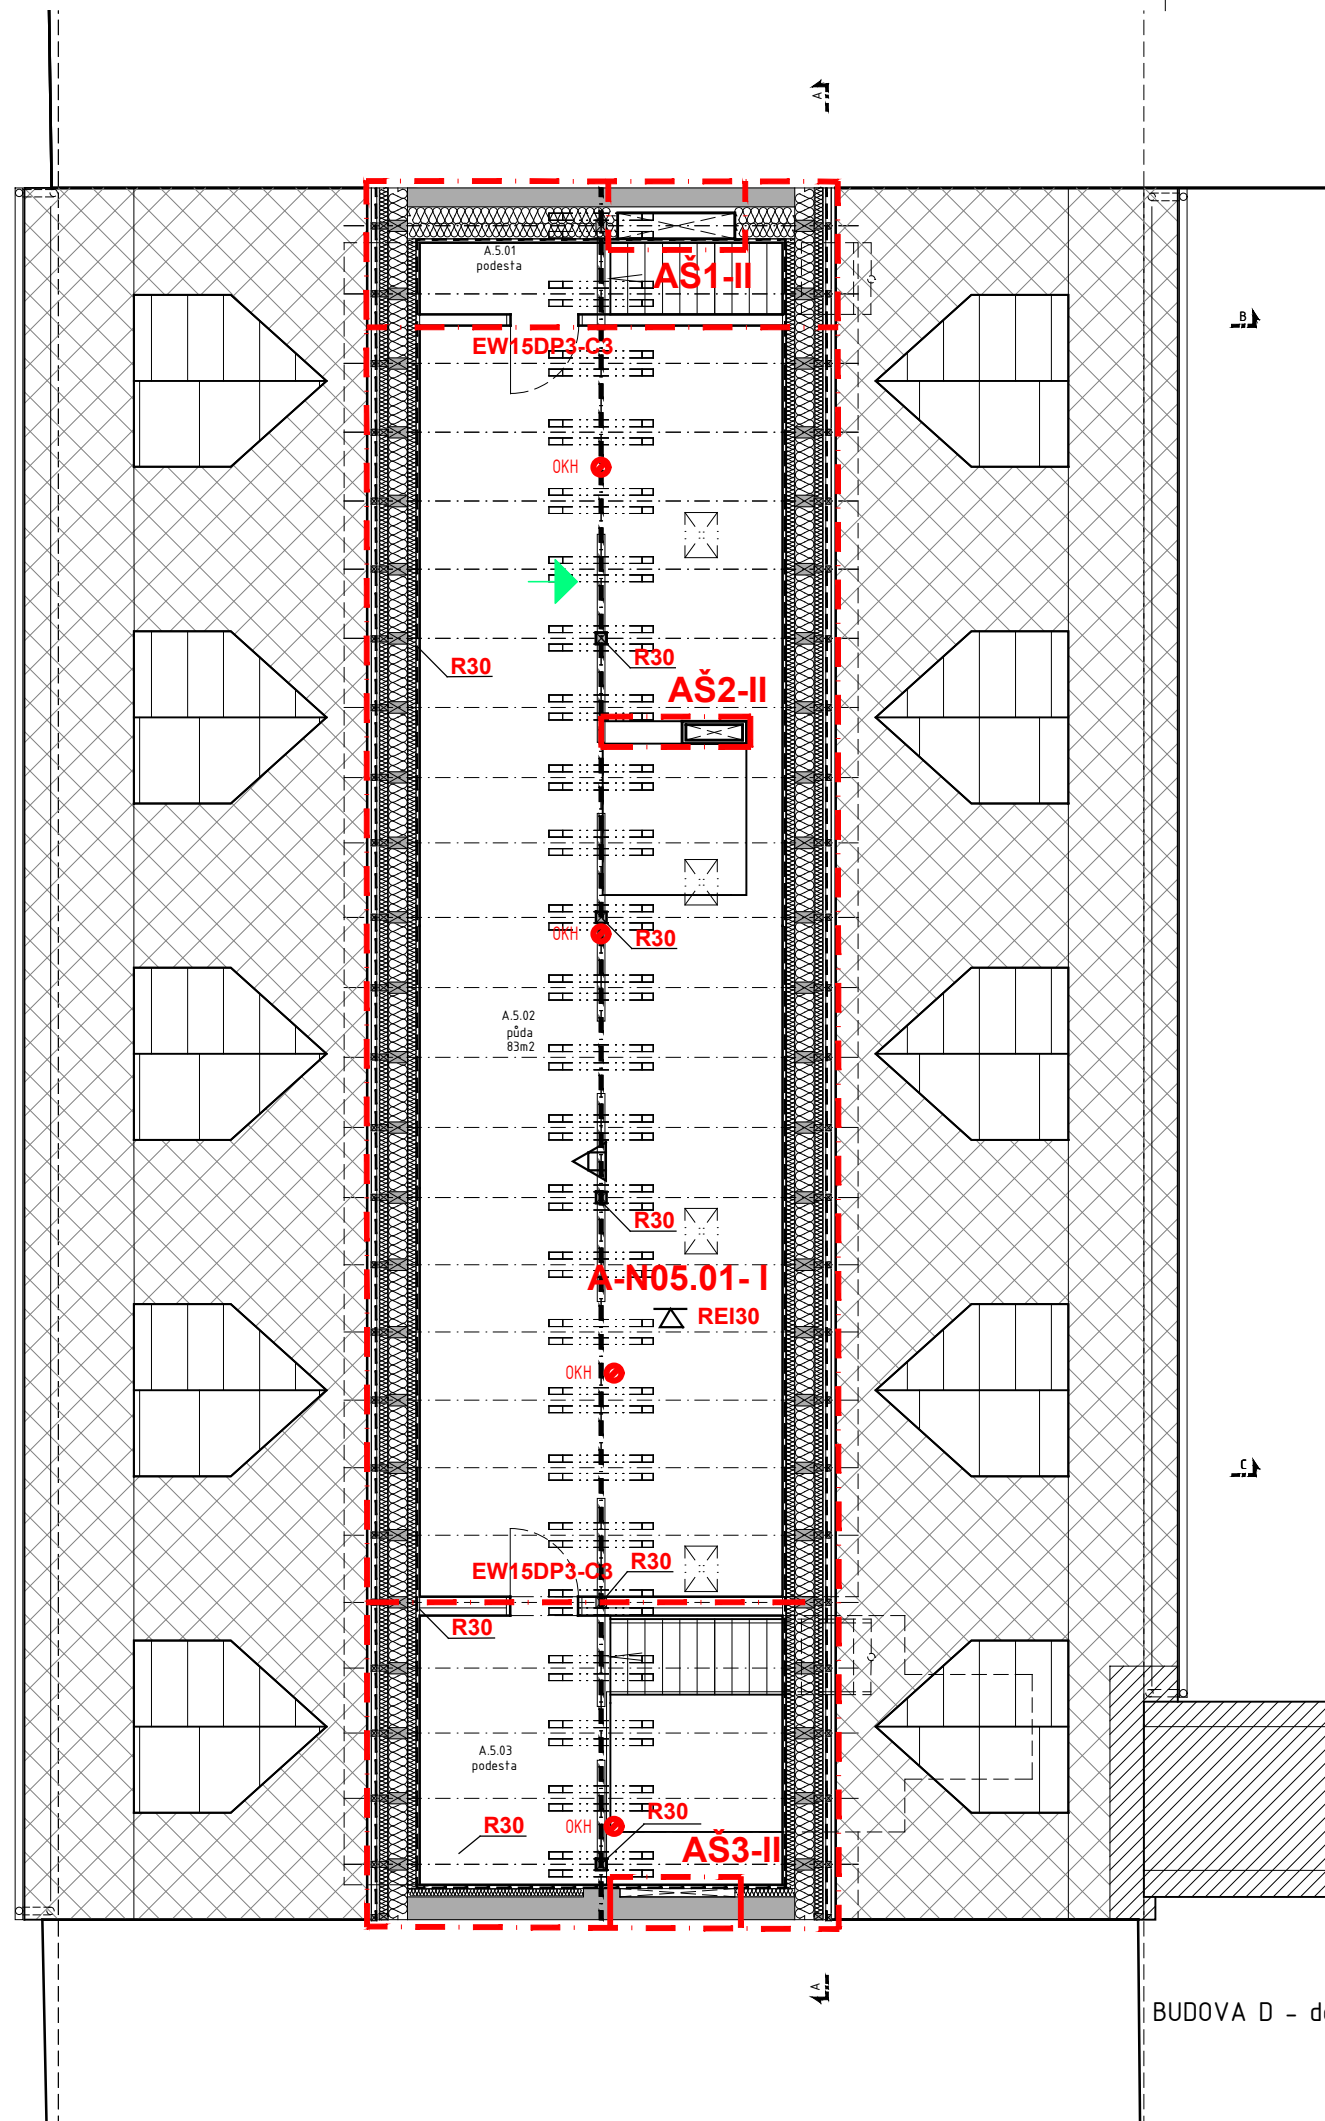 A
A.5.01
podesta
AŠ1-II
B
EW15DP3-C3
OKH
R30
R30
AŠ2-II
OKH
R30
A.5.02
půda
83m2
R30
A-N05.01- I
REI30
OKH
C
EW15DP3-C3
R30
R30
A.5.03
podesta
R30
OKH
R30
AŠ3-II
A
BUDOVA D -